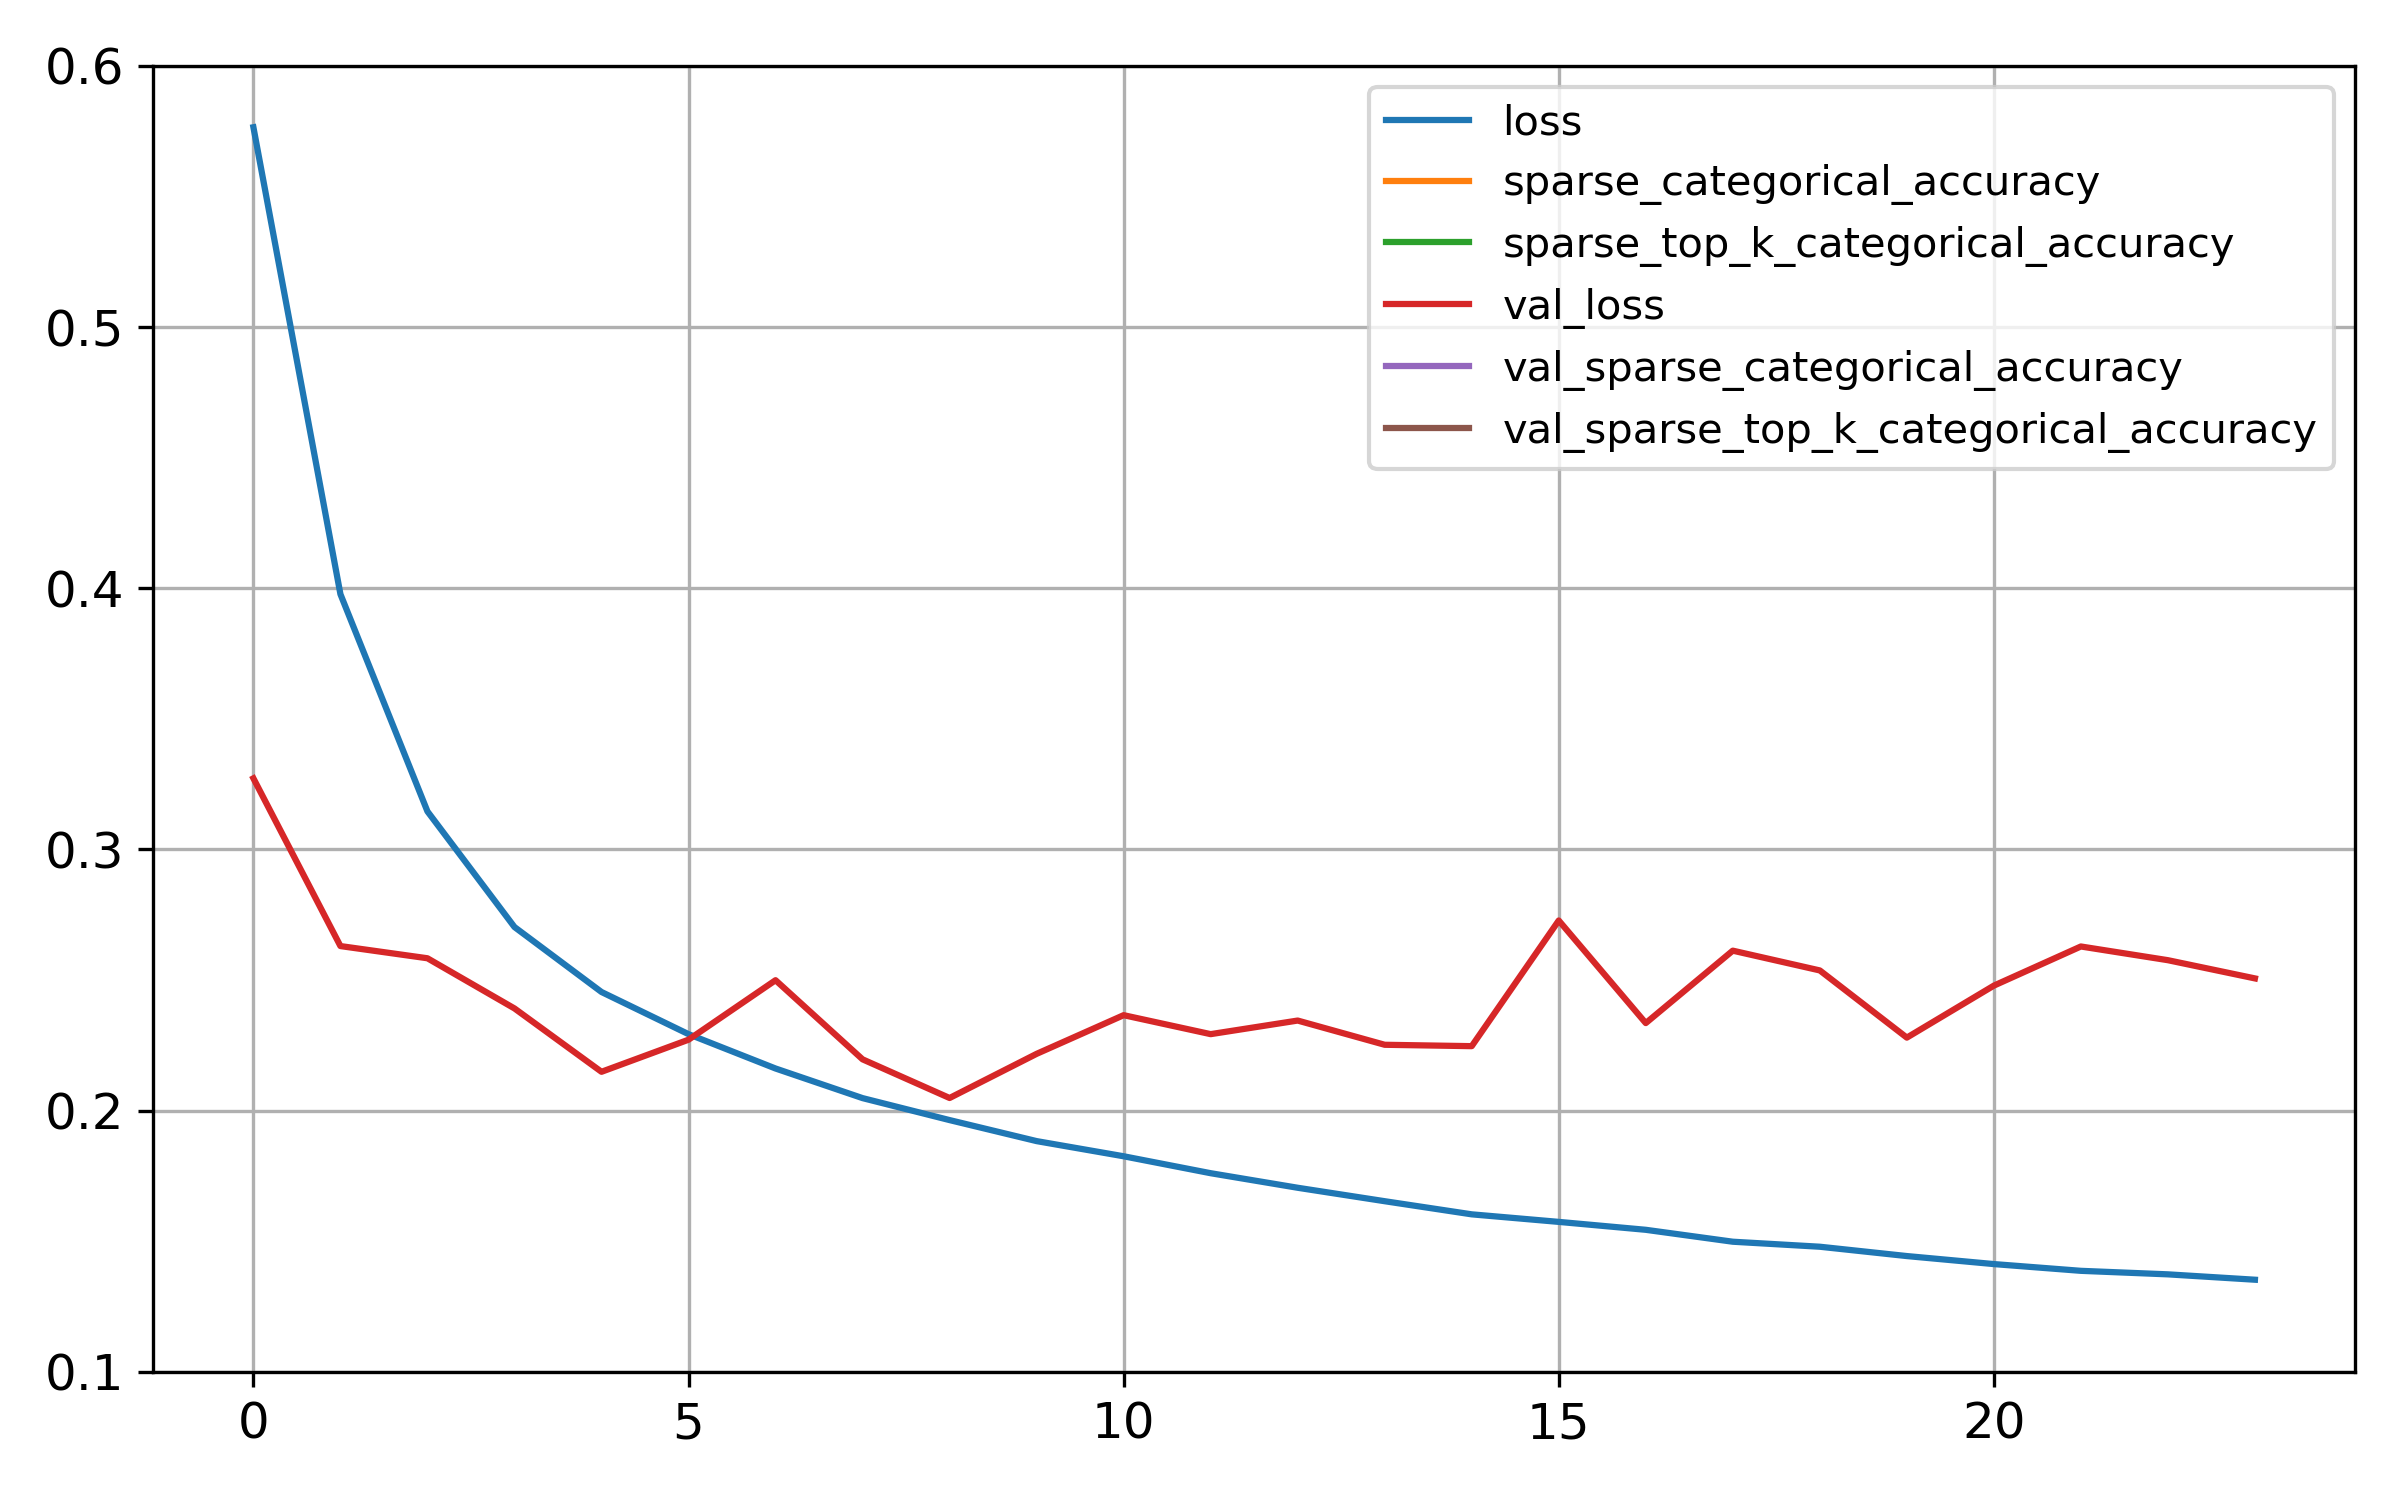 0.6
0.5
0.4
0.3
0.2
0.1
0 5 10 15 20
loss
sparse_categorical_accuracy
sparse_top_k_categorical_accuracy
val_loss
val_sparse_categorical_accuracy
val_sparse_top_k_categorical_accuracy